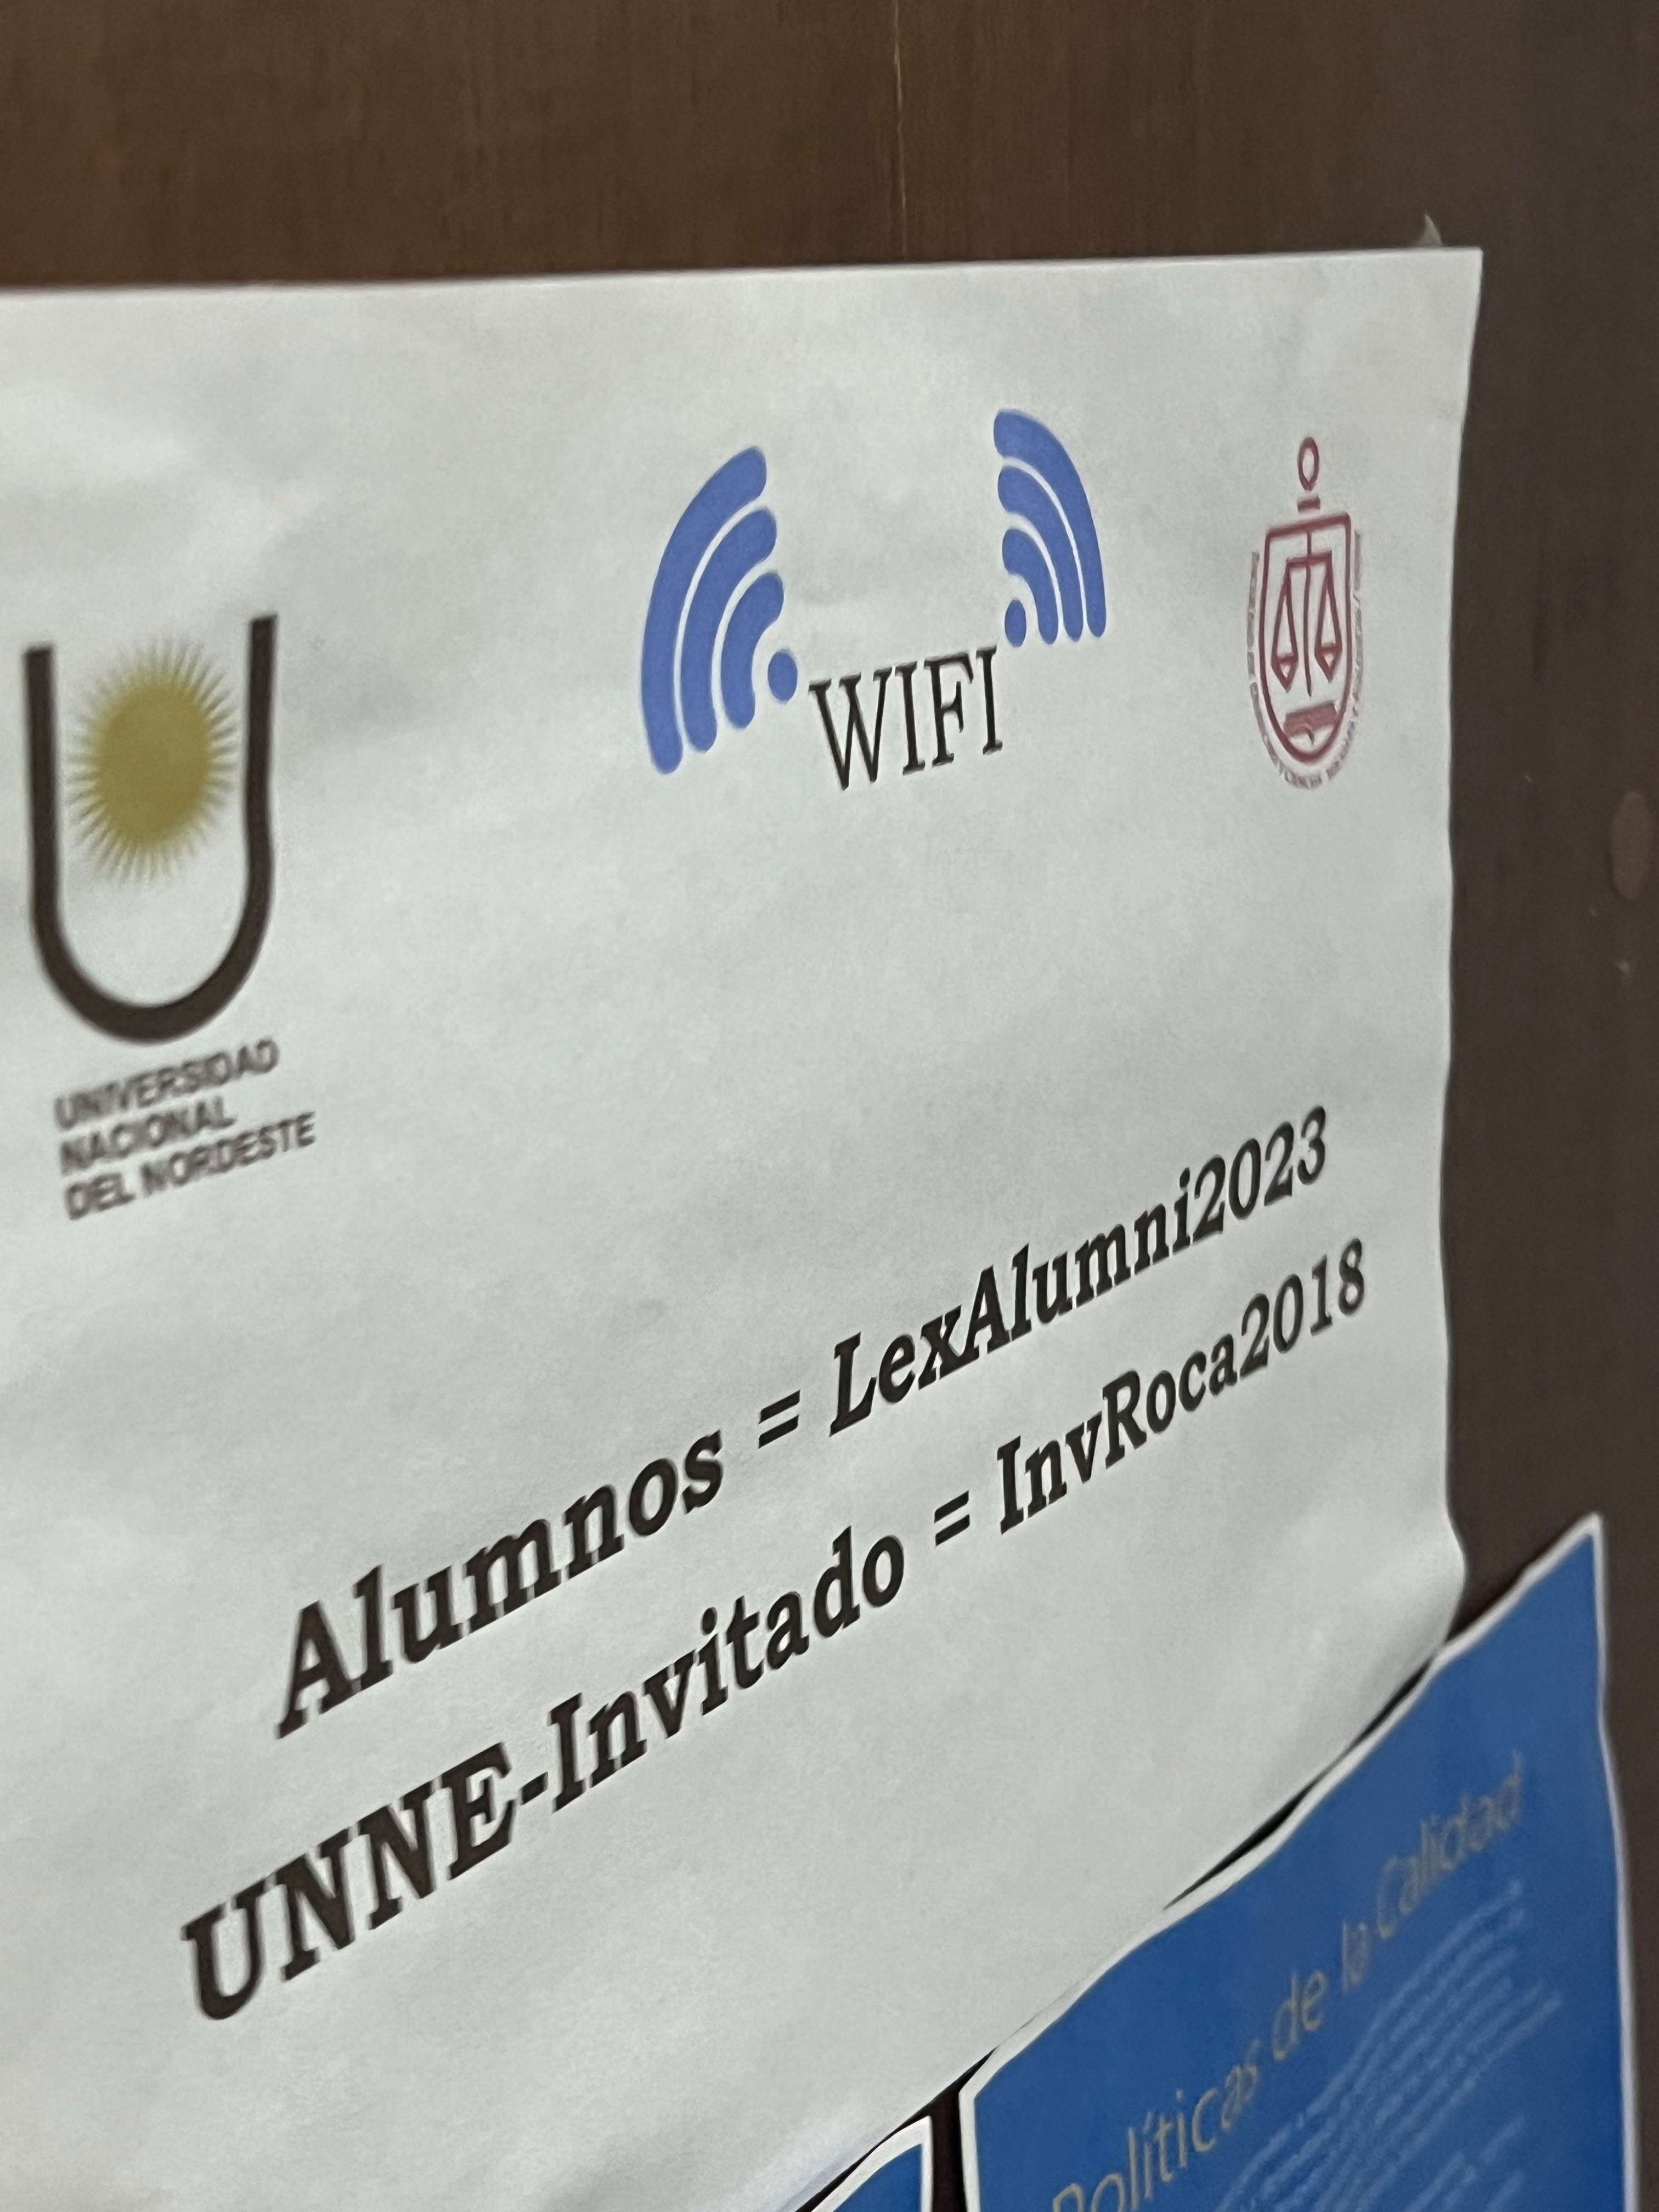 UNIVERSIDAD
NACIONAL
DEL NORDESTE
WIFI
Alumnos = LexAlumni2023
UNNE-Invitado = InvRoca2018
Políticas de la Calidad